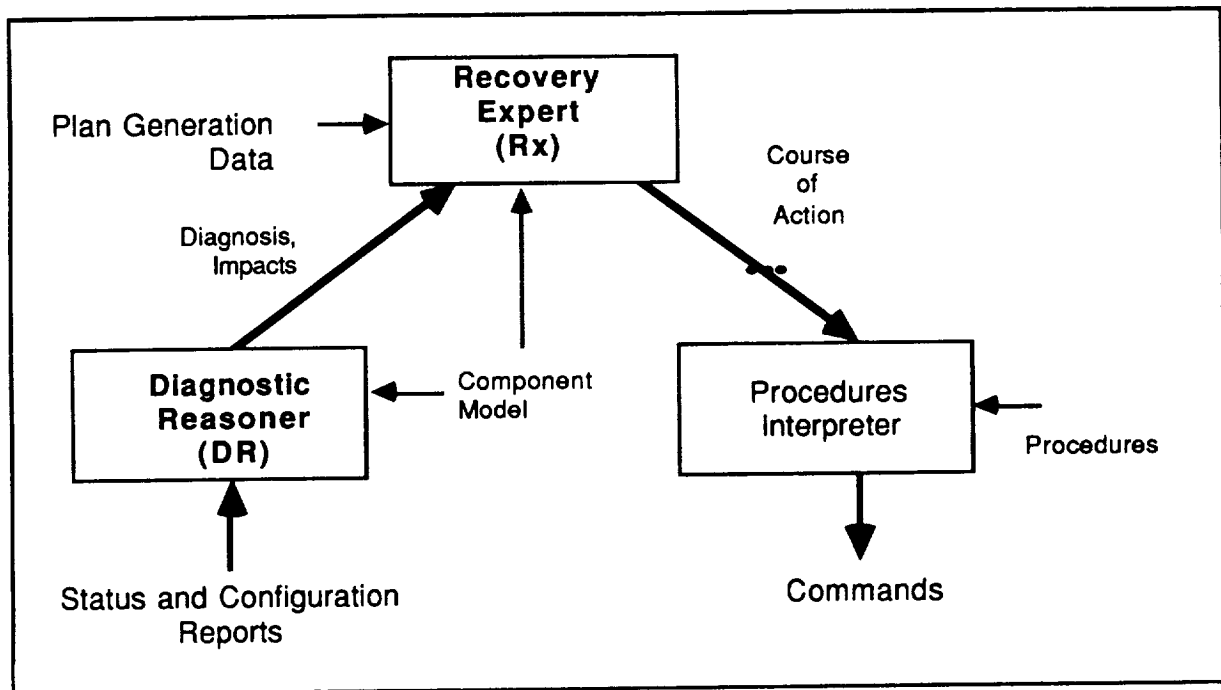 Recovery
Expert
(Rx)
Plan Generation
Data
Course
of
Action
Diagnosis,
Impacts
Diagnostic
Reasoner
(DR)
Component
Model
Procedures
Interpreter
Procedures
Status and Configuration
Reports
Commands